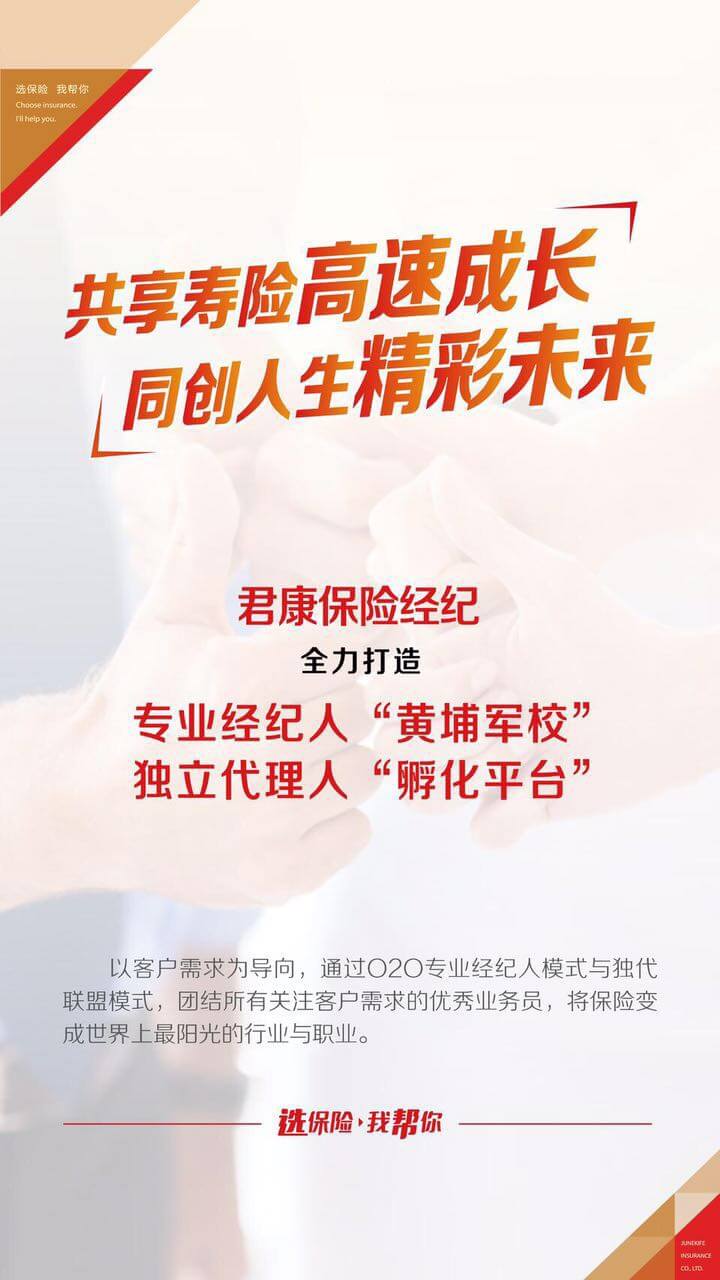 选保险 我帮你
Choose insurance.
I'll help you.
共享寿险高速成长
同创人生精彩未来
君康保险经纪
全力打造
专业经纪人“黄埔军校”
独立代理人“孵化平台”
以客户需求为导向，通过O2O专业经纪人模式与独代
联盟模式，团结所有关注客户需求的优秀业务员，将保险变
成世界上最阳光的行业与职业。
选保险·我帮你
JUNEKIFE
INSURANCE
CO., LTD.